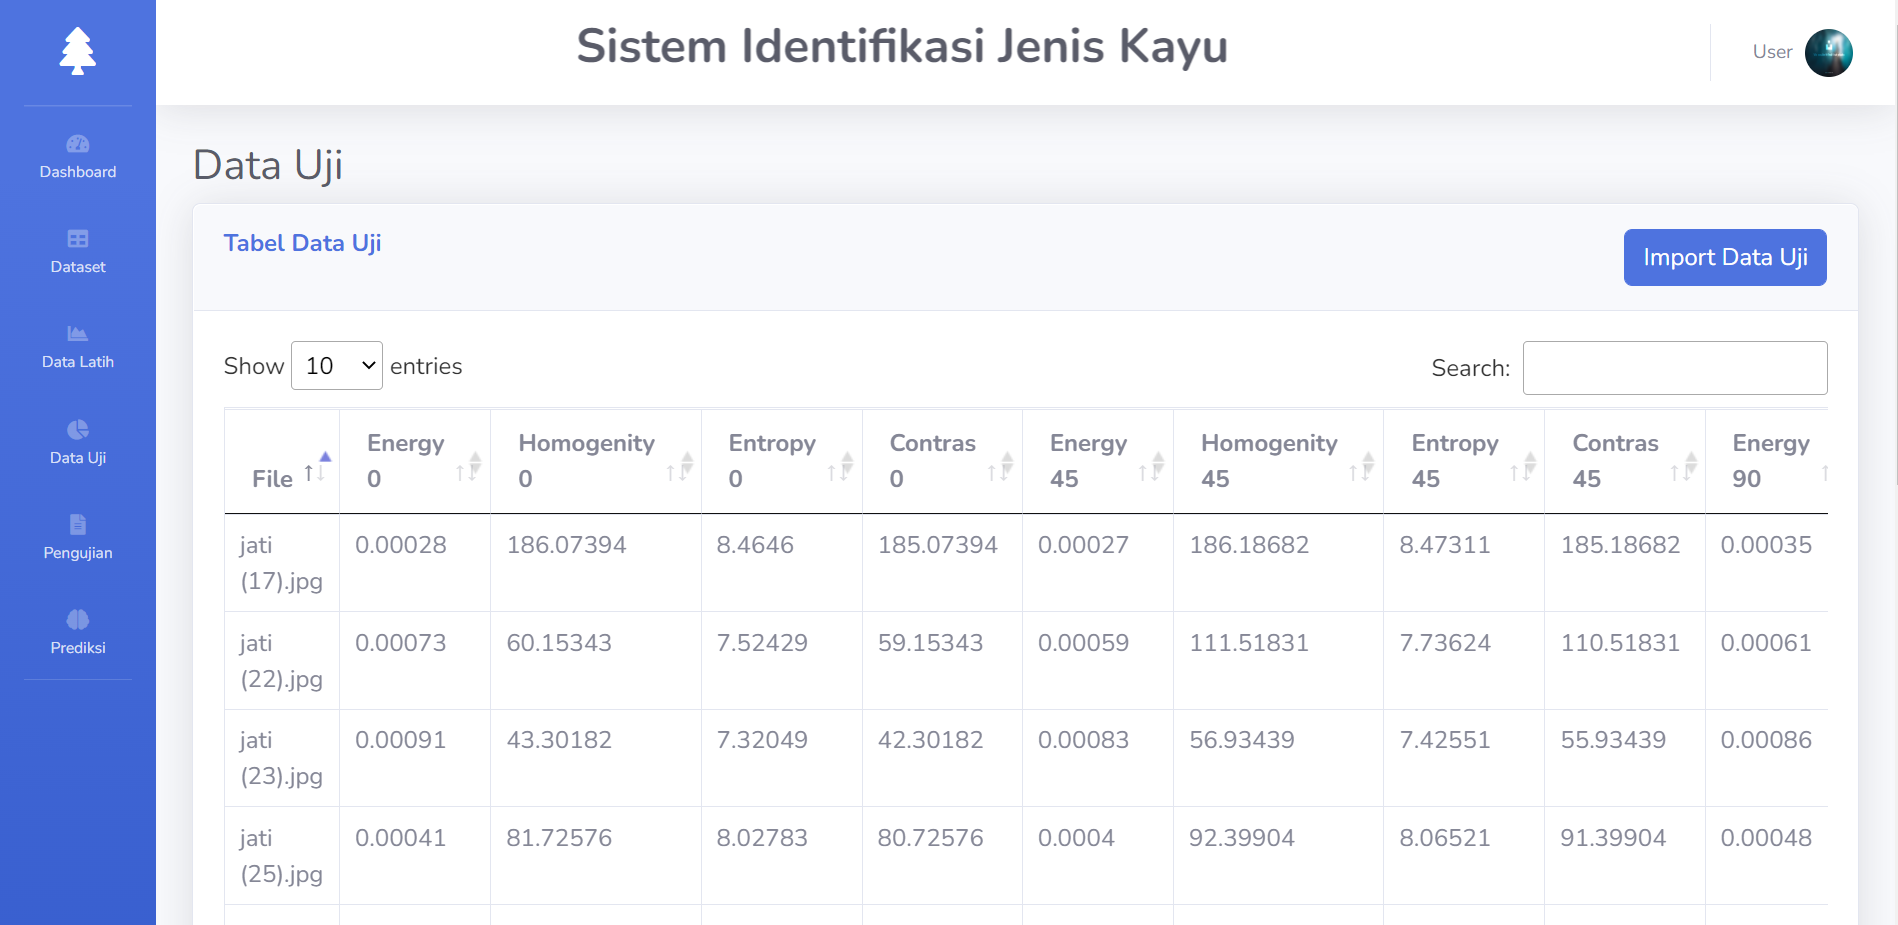 Sistem Identifikasi Jenis Kayu
User
Dashboard
Dataset
Data Latih
Data Uji
Pengujian
Prediksi
Data Uji
Tabel Data Uji
Import Data Uji
Show 10 entries
Search:
File Energy 0 Homogenity 0 Entropy 0 Contras 0 Energy 45 Homogenity 45 Entropy 45 Contras 45 Energy 90
jati (17).jpg 0.00028 186.07394 8.4646 185.07394 0.00027 186.18682 8.47311 185.18682 0.00035
jati (22).jpg 0.00073 60.15343 7.52429 59.15343 0.00059 111.51831 7.73624 110.51831 0.00061
jati (23).jpg 0.00091 43.30182 7.32049 42.30182 0.00083 56.93439 7.42551 55.93439 0.00086
jati (25).jpg 0.00041 81.72576 8.02783 80.72576 0.0004 92.39904 8.06521 91.39904 0.00048